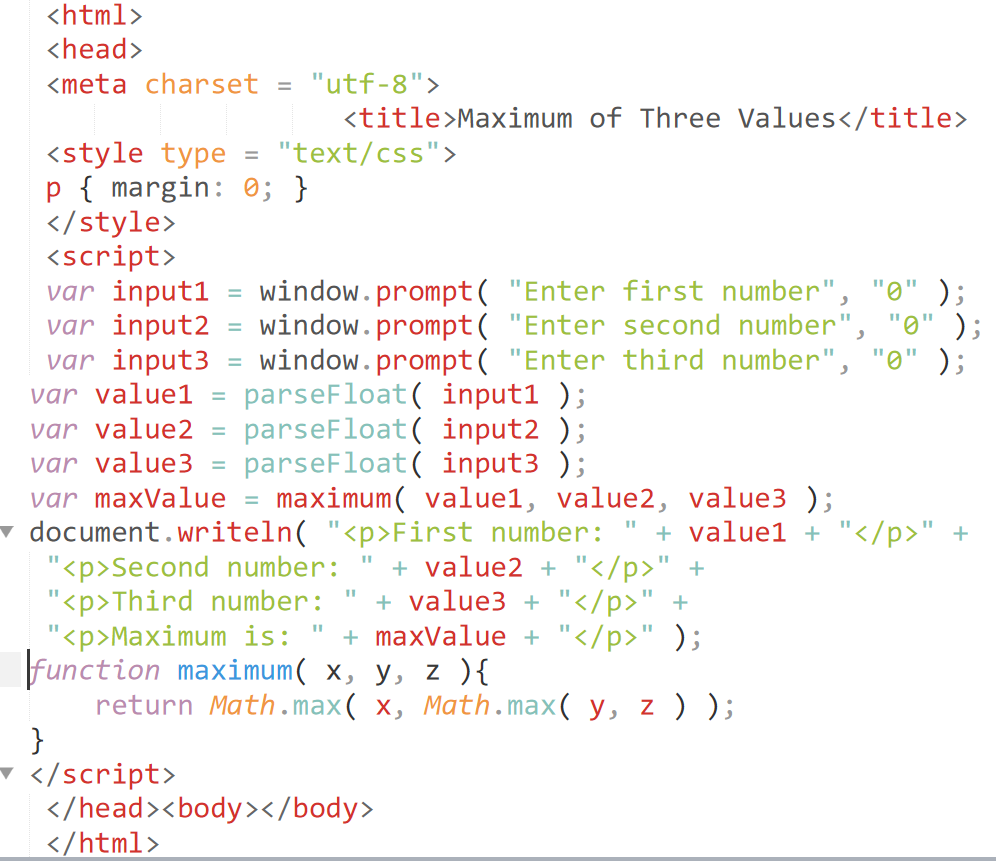 <html>
<head>
<meta charset = "utf-8">
<title>Maximum of Three Values</title>
<style type = "text/css">
p { margin: 0; }
</style>
<script>
var input1 = window.prompt( "Enter first number", "0" );
var input2 = window.prompt( "Enter second number", "0" );
var input3 = window.prompt( "Enter third number", "0" );
var value1 = parseFloat( input1 );
var value2 = parseFloat( input2 );
var value3 = parseFloat( input3 );
var maxValue = maximum( value1, value2, value3 );
document.writeln( "<p>First number: " + value1 + "</p>" +
"<p>Second number: " + value2 + "</p>" +
"<p>Third number: " + value3 + "</p>" +
"<p>Maximum is: " + maxValue + "</p>" );
function maximum( x, y, z ){
return Math.max( x, Math.max( y, z ) );
}
</script>
</head><body></body>
</html>